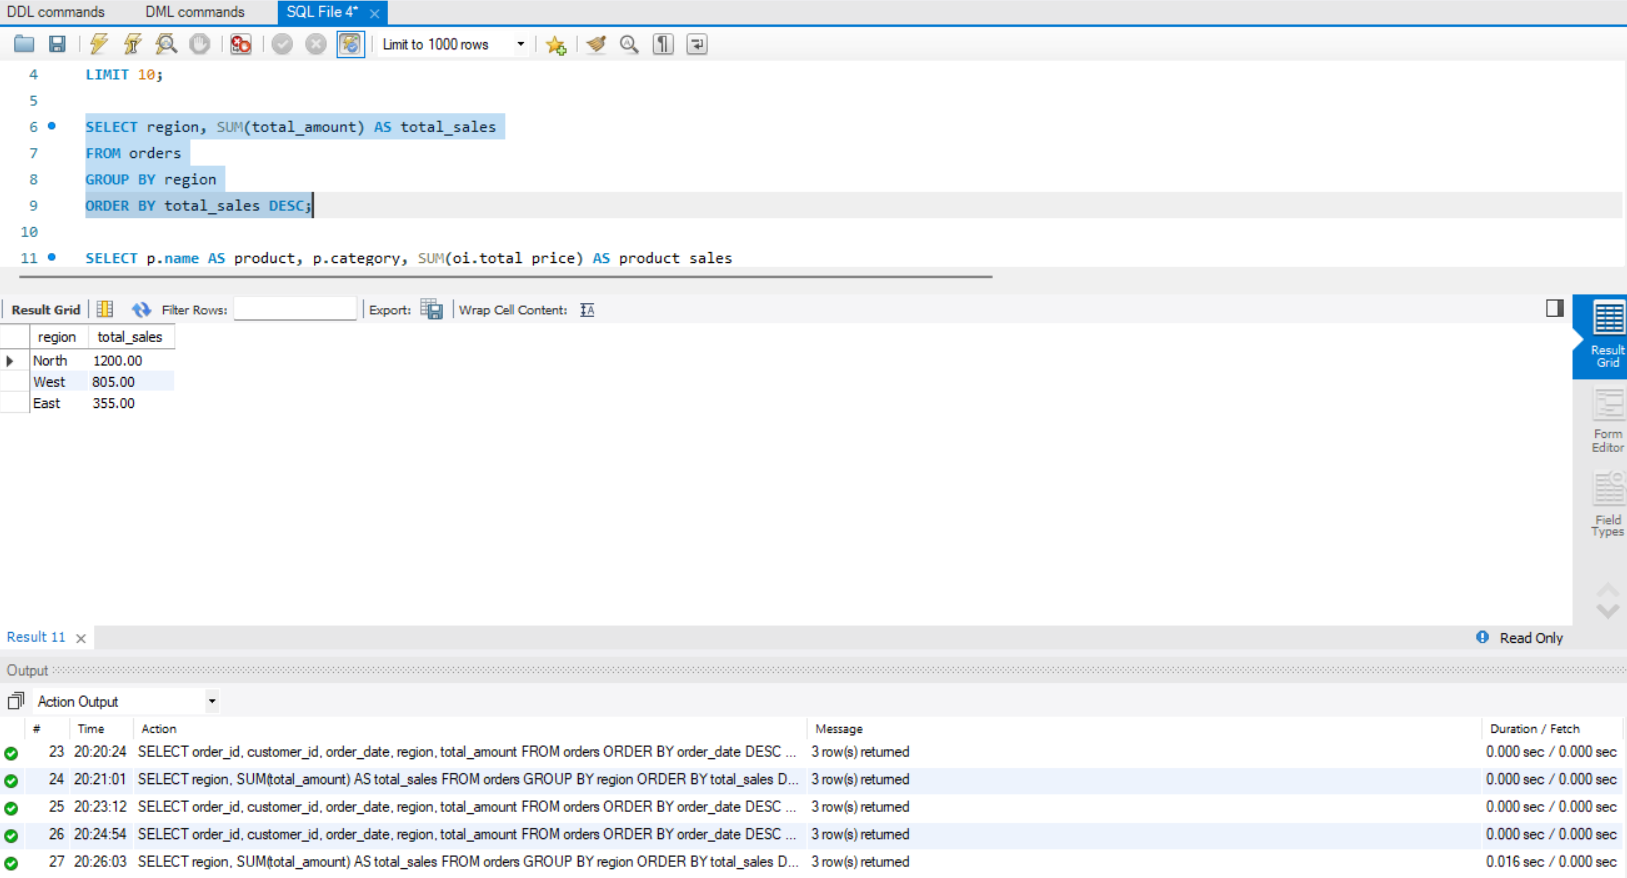 DDL commands DML commands SQL File 4*
Limit to 1000 rows
4 LIMIT 10;
5
6 SELECT region, SUM(total_amount) AS total_sales
7 FROM orders
8 GROUP BY region
9 ORDER BY total_sales DESC;
10
11 SELECT p.name AS product, p.category, SUM(oi.total price) AS product sales
Result Grid Filter Rows: Export: Wrap Cell Content:
region total_sales
North 1200.00
West 805.00
East 355.00
Result
Grid
Form
Editor
Field
Types
Result 11 Read Only
Output
Action Output
# Time Action Message Duration / Fetch
23 20:20:24 SELECT order_id, customer_id, order_date, region, total_amount FROM orders ORDER BY order_date DESC ... 3 row(s) returned 0.000 sec / 0.000 sec
24 20:21:01 SELECT region, SUM(total_amount) AS total_sales FROM orders GROUP BY region ORDER BY total_sales D... 3 row(s) returned 0.000 sec / 0.000 sec
25 20:23:12 SELECT order_id, customer_id, order_date, region, total_amount FROM orders ORDER BY order_date DESC ... 3 row(s) returned 0.000 sec / 0.000 sec
26 20:24:54 SELECT order_id, customer_id, order_date, region, total_amount FROM orders ORDER BY order_date DESC ... 3 row(s) returned 0.000 sec / 0.000 sec
27 20:26:03 SELECT region, SUM(total_amount) AS total_sales FROM orders GROUP BY region ORDER BY total_sales D... 3 row(s) returned 0.016 sec / 0.000 sec